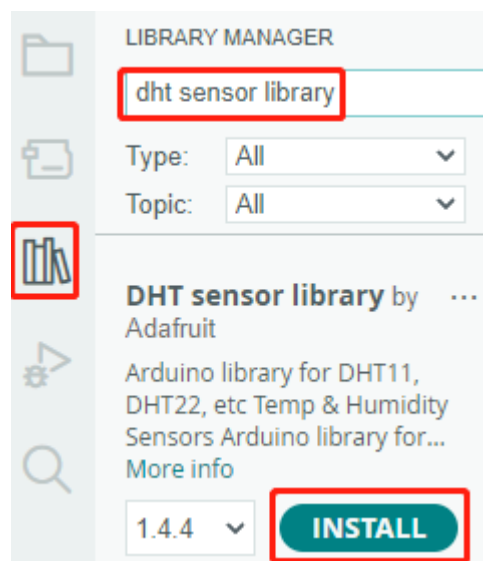 LIBRARY MANAGER
dht sensor library
Type: All
Topic: All
DHT sensor library by ...
Adafruit
Arduino library for DHT11,
DHT22, etc Temp & Humidity
Sensors Arduino library for...
More info
1.4.4 INSTALL